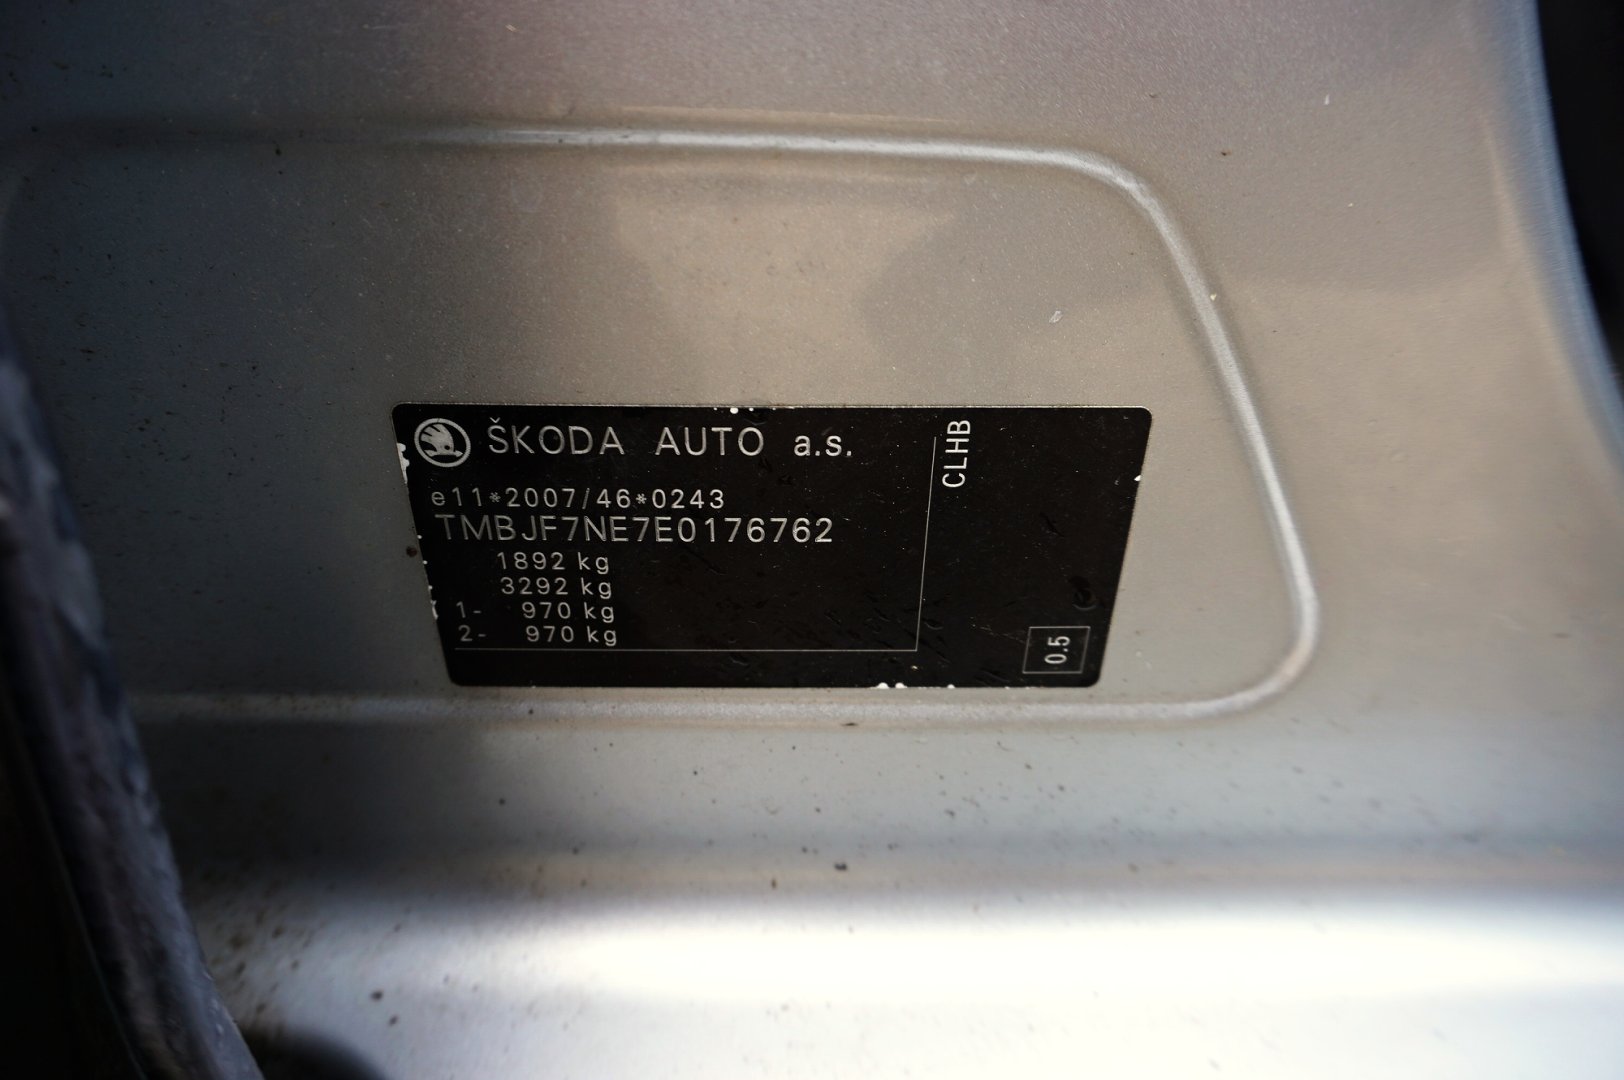 ŠKODA AUTO a.s.
e11*2007/46*0243
TMBJF7NE7E0176762
1892 kg
3292 kg
1- 970 kg
2- 970 kg
CLHB
0.5